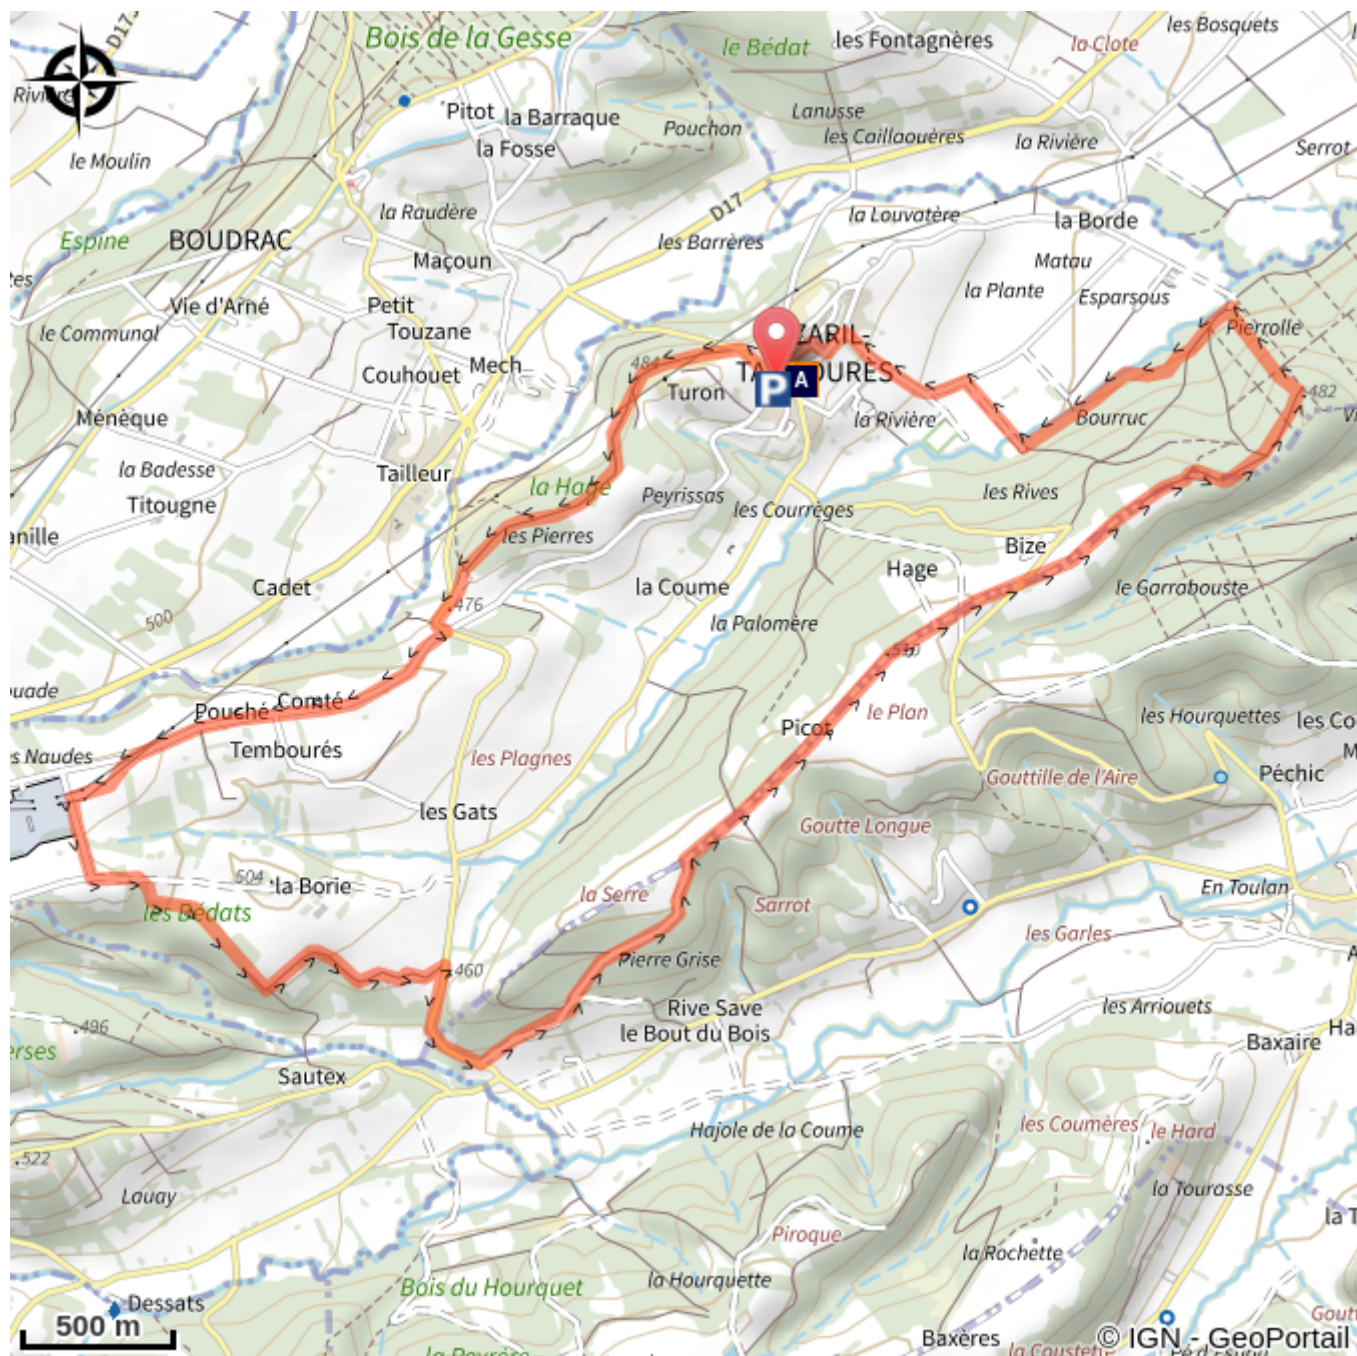 D17
Bois de la Gesse
le Bédat
les Fontagnères
la Clote
les Bosquets
Pitot
la Barraque
la Fosse
Pouchon
Lanusse
les Caillaouères
la Rivière
Serrot
le Moulin
la Raudère
D17
la Louvatère
la Borde
Espine
BOUDRAC
Maçoun
les Barrères
Matau
Vie d'Arné
Petit
Touzane
la Plante
Esparsous
le Communal
Mech
Couhouet
484
Turon
P
A
Pierrolle
482
Ménèque
la Rivière
Bourruc
la Badesse
Tailleur
Titougne
la Hage
Peyrissas
les Courrèges
les Rives
les Pierres
Bize
Cadet
la Coume
Hage
le Garrabouste
500
476
la Palomère
Comté
Pouché
Picot
le Plan
les Hourquettes
Tembourés
les Plagnes
Gouttille de l'Aire
Péchic
les Gats
Goutte Longue
504
la Borie
les Bédats
la Serre
Sarrot
En Toulan
les Garles
460
Pierre Grise
496
Rive Save
le Bout du Bois
les Arriouets
Baxaire
Sautex
522
Hajole de la Coume
les Coumères
le Hard
Lauay
la Tourasse
Piroque
la Rochette
Bois du Hourquet
la Hourquette
Dessats
500 m
Baxères
© IGN - GeoPortail